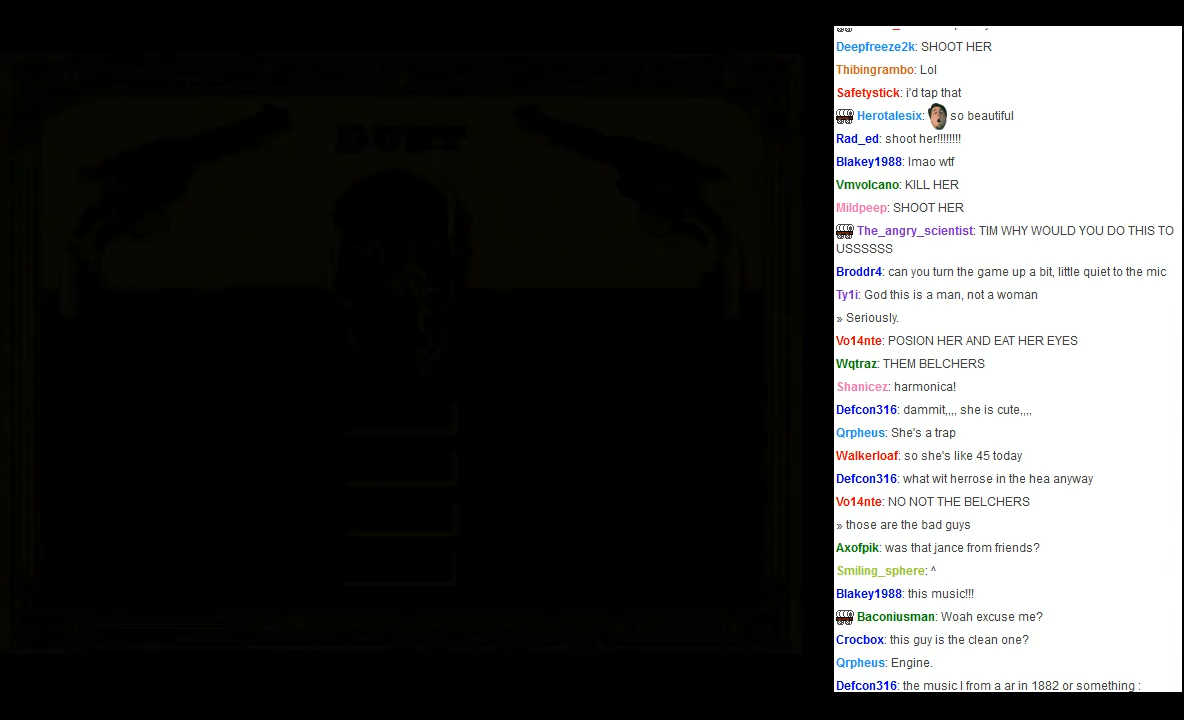 DUNT
Deepfreeze2k: SHOOT HER
Thibingrambo: Lol
Safetystick: i'd tap that
Herotalesix: so beautiful
Rad_ed: shoot her!!!!!!!!
Blakey1988: lmao wtf
Vmvolcano: KILL HER
Mildpeep: SHOOT HER
The_angry_scientist: TIM WHY WOULD YOU DO THIS TO
USSSSSS
Broddr4: can you turn the game up a bit, little quiet to the mic
Ty1i: God this is a man, not a woman
» Seriously.
Vo14nte: POSION HER AND EAT HER EYES
Wqtraz: THEM BELCHERS
Shanicez: harmonica!
Defcon316: dammit,,,, she is cute,,,,
Qrpheus: She's a trap
Walkerloaf: so she's like 45 today
Defcon316: what wit herrose in the hea anyway
Vo14nte: NO NOT THE BELCHERS
» those are the bad guys
Axofpik: was that jance from friends?
Smiling_sphere: ^
Blakey1988: this music!!!
Baconiusman: Woah excuse me?
Crocbox: this guy is the clean one?
Qrpheus: Engine.
Defcon316: the music I from a ar in 1882 or something :